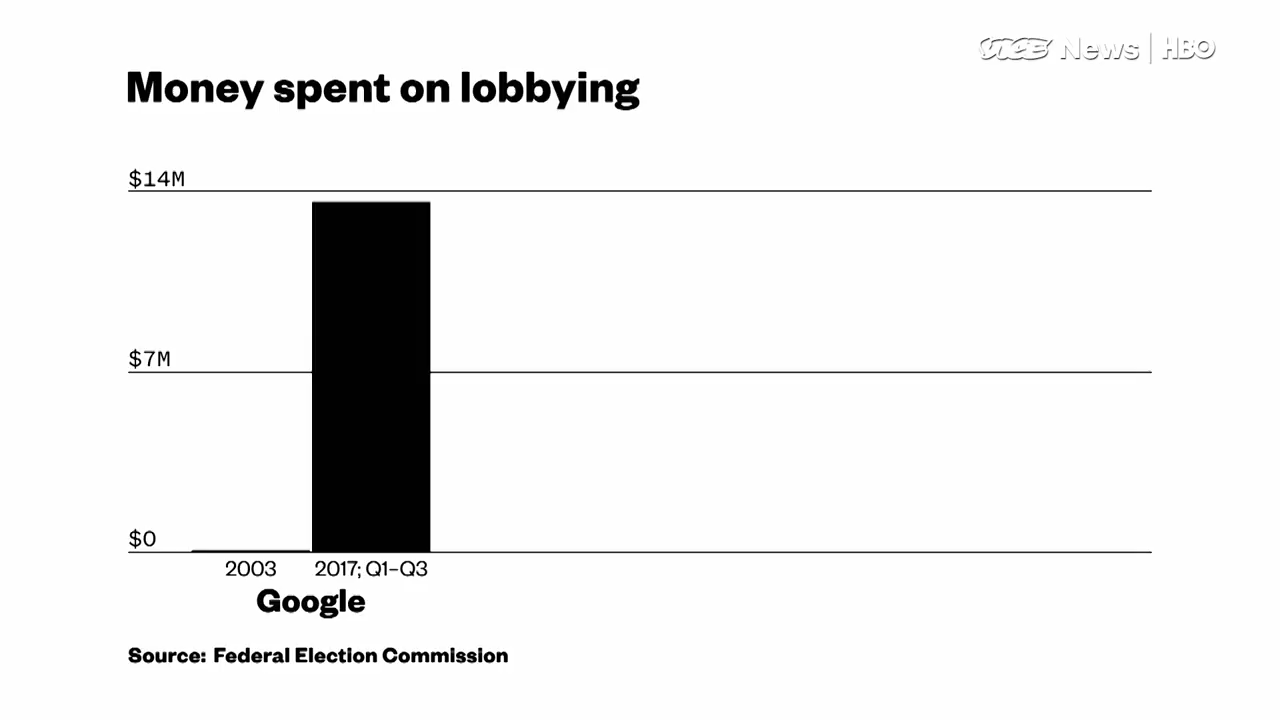 VICE News | HBO
Money spent on lobbying
$14M
$7M
$0
2003 2017; Q1–Q3
Google
Source: Federal Election Commission